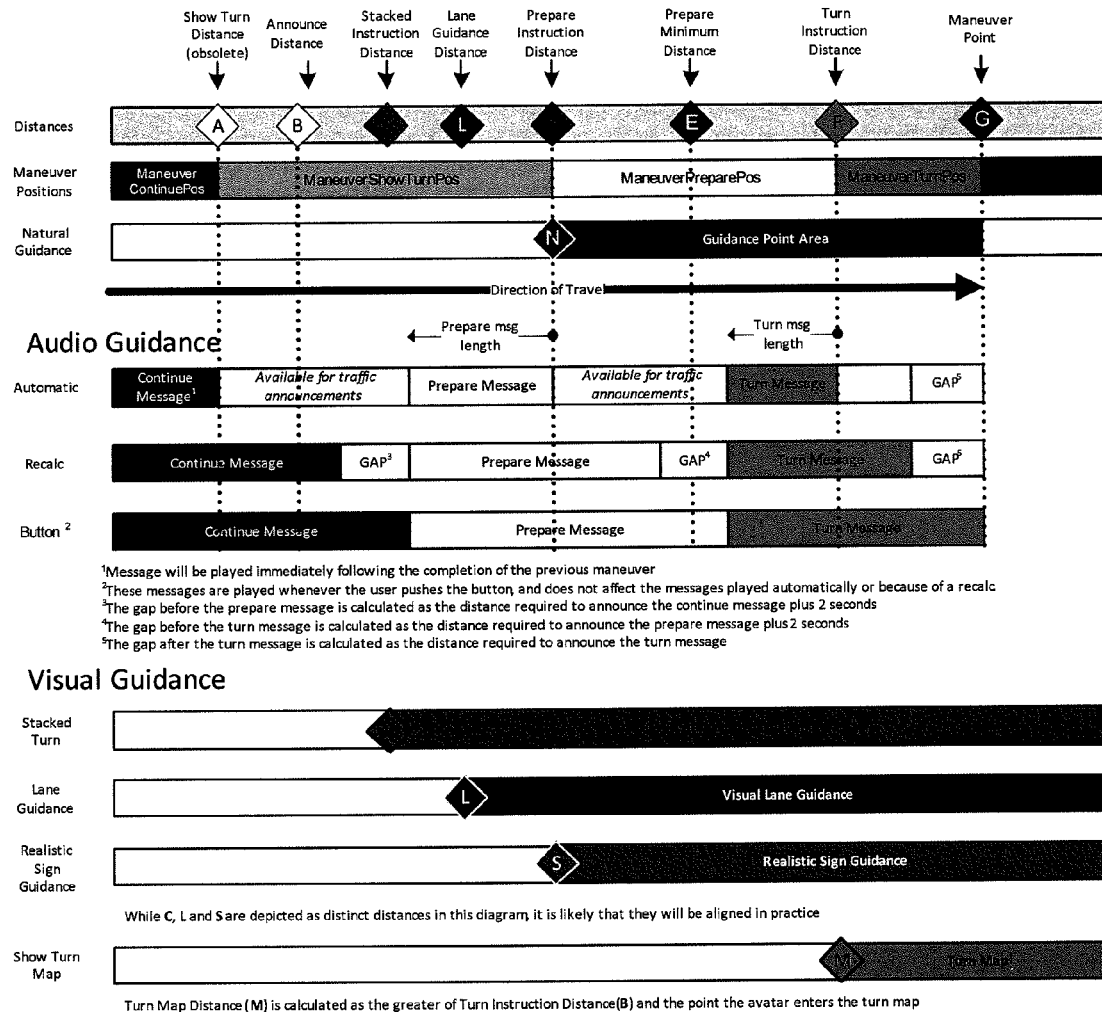 Show Turn
Distance
(obsolete)
Announce
Distance
Stacked
Instruction
Distance
Lane
Guidance
Distance
Prepare
Instruction
Distance
Prepare
Minimum
Distance
Turn
Instruction
Distance
Maneuver
Point
Distances
A
B
L
E
F
G
Maneuver
Positions
Maneuver
ContinuePos
ManeuverShowTurnPos
ManeuverPreparePos
ManeuverTurnPos
Natural
Guidance
N
Guidance Point Area
Direction of Travel
Audio Guidance
Prepare msg
length
Turn msg
length
Automatic
Continue
Message¹
Available for traffic
announcements
Prepare Message
Available for traffic
announcements
Turn Message
GAP⁵
Recalc
Continue Message
GAP³
Prepare Message
GAP⁴
Turn Message
GAP⁵
Button ²
Continue Message
Prepare Message
Turn Message
¹Message will be played immediately following the completion of the previous maneuver
²These messages are played whenever the user pushes the button, and does not affect the messages played automatically or because of a recalc
³The gap before the prepare message is calculated as the distance required to announce the continue message plus 2 seconds
⁴The gap before the turn message is calculated as the distance required to announce the prepare message plus 2 seconds
⁵The gap after the turn message is calculated as the distance required to announce the turn message
Visual Guidance
Stacked
Turn
Lane
Guidance
L
Visual Lane Guidance
Realistic
Sign
Guidance
S
Realistic Sign Guidance
While C, L and S are depicted as distinct distances in this diagram, it is likely that they will be aligned in practice
Show Turn
Map
M
Turn Map
Turn Map Distance (M) is calculated as the greater of Turn Instruction Distance(B) and the point the avatar enters the turn map